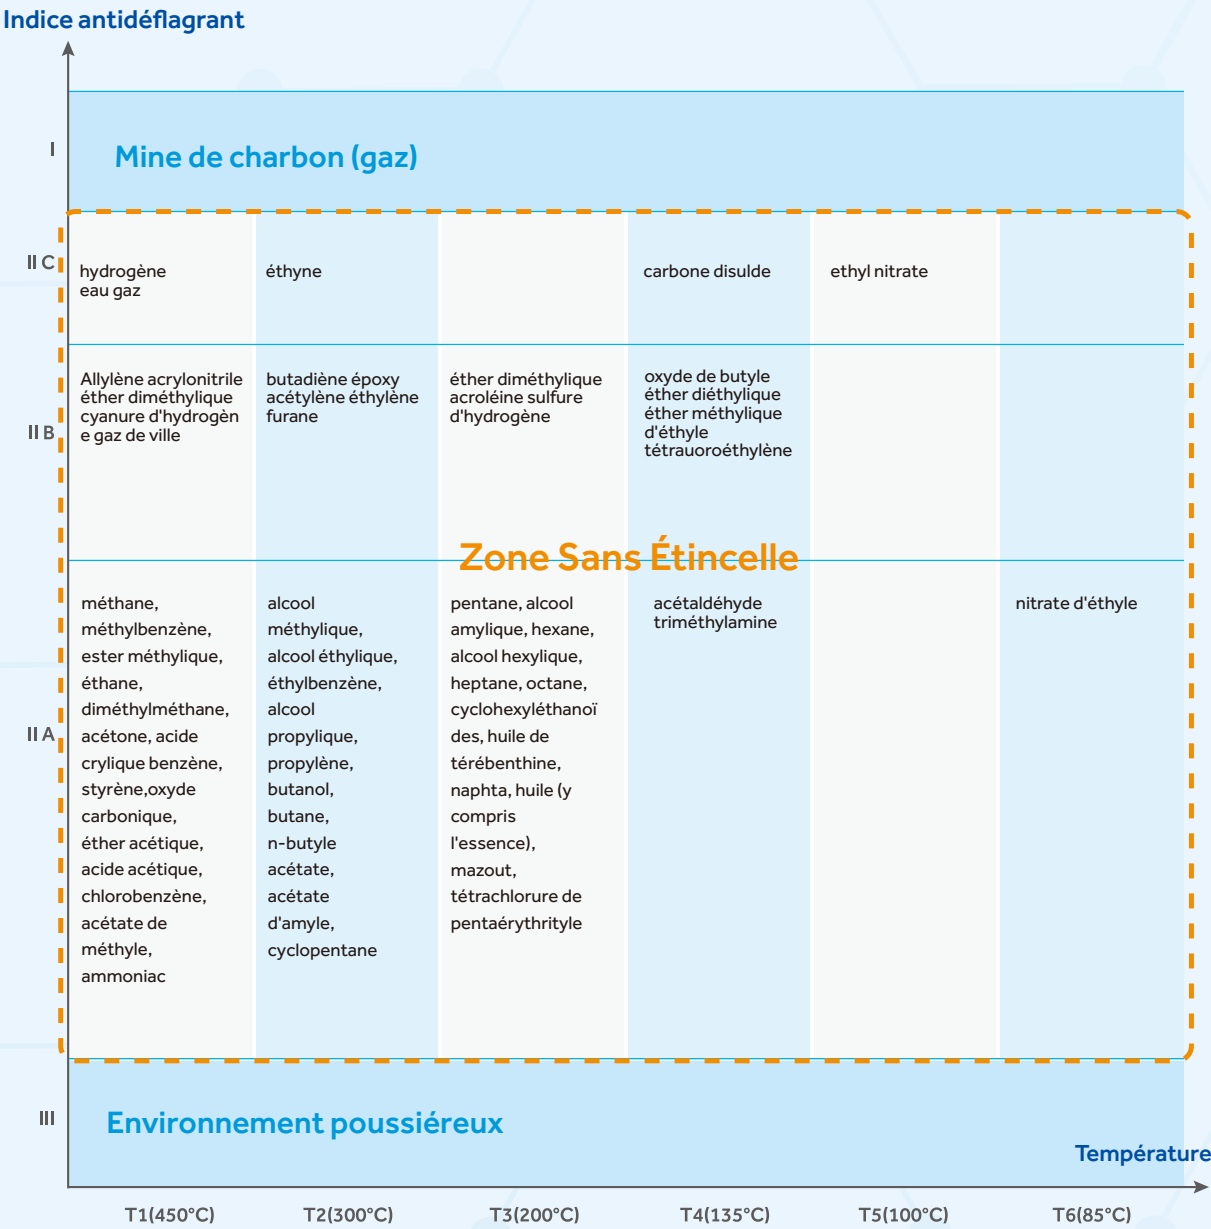 Indice antidéflagrant
I
Mine de charbon (gaz)
II C
hydrogène
eau gaz
éthyne
carbone disulde
ethyl nitrate
II B
Allylène acrylonitrile
éther diméthylique
cyanure d'hydrogèn
e gaz de ville
butadiène époxy
acétylène éthylène
furane
éther diméthylique
acroléine sulfure
d'hydrogène
oxyde de butyle
éther diéthylique
éther méthylique
d'éthyle
tétrauoroéthylène
Zone Sans Étincelle
II A
méthane,
méthylbenzène,
ester méthylique,
éthane,
diméthylméthane,
acétone, acide
crylique benzène,
styrène,oxyde
carbonique,
éther acétique,
acide acétique,
chlorobenzène,
acétate de
méthyle,
ammoniac
alcool
méthylique,
alcool éthylique,
éthylbenzène,
alcool
propylique,
propylène,
butanol,
butane,
n-butyle
acétate,
acétate
d'amyle,
cyclopentane
pentane, alcool
amylique, hexane,
alcool hexylique,
heptane, octane,
cyclohexyléthanoï
des, huile de
térébenthine,
naphta, huile (y
compris
l'essence),
mazout,
tétrachlorure de
pentaérythrityle
acétaldéhyde
triméthylamine
nitrate d'éthyle
III
Environnement poussiéreux
Température
T1(450°C)
T2(300°C)
T3(200°C)
T4(135°C)
T5(100°C)
T6(85°C)